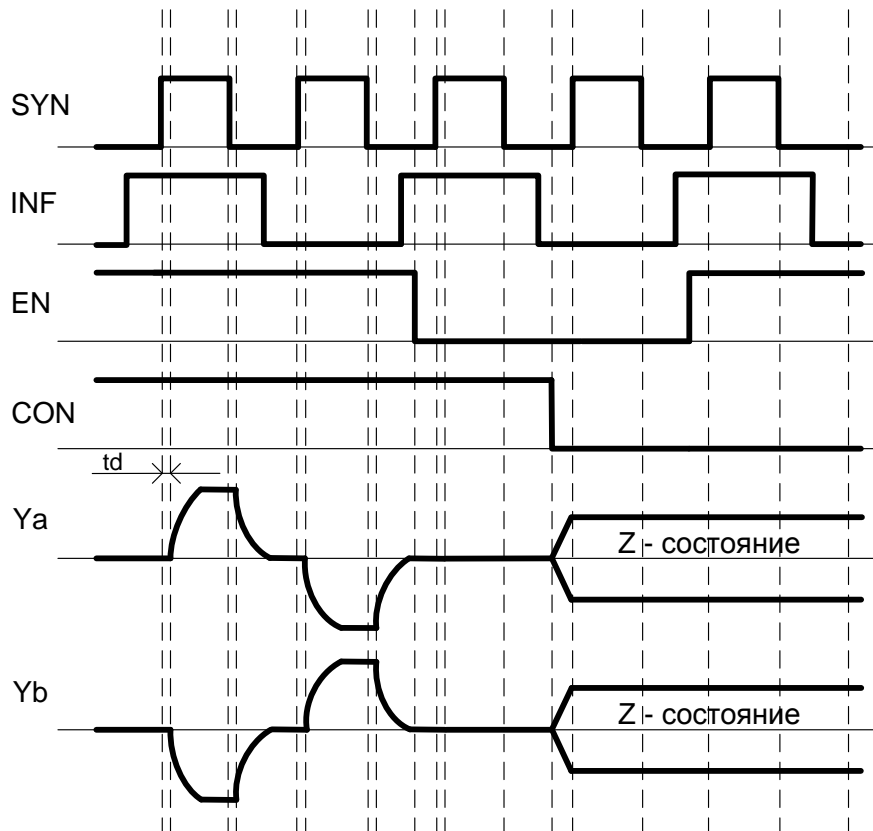 SYN
INF
EN
CON
td
Ya
Z - состояние
Yb
Z - состояние